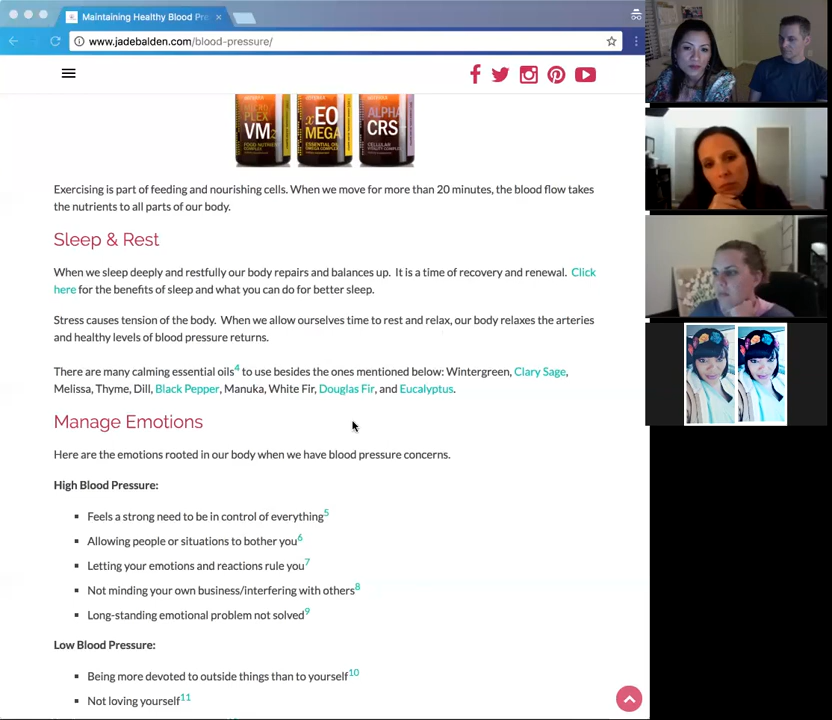 Maintaining Healthy Blood Pre
www.jadebalden.com/blood-pressure/
PLEX
VM
xEO
MEGA
ESSENTIAL OIL
OMEGA COMPLEX
ALPHA
CRS
CELLULAR
VITALITY COMPLEX
Exercising is part of feeding and nourishing cells. When we move for more than 20 minutes, the blood flow takes
the nutrients to all parts of our body.
Sleep & Rest
When we sleep deeply and restfully our body repairs and balances up. It is a time of recovery and renewal. Click
here for the benefits of sleep and what you can do for better sleep.
Stress causes tension of the body. When we allow ourselves time to rest and relax, our body relaxes the arteries
and healthy levels of blood pressure returns.
There are many calming essential oils4 to use besides the ones mentioned below: Wintergreen, Clary Sage,
Melissa, Thyme, Dill, Black Pepper, Manuka, White Fir, Douglas Fir, and Eucalyptus.
Manage Emotions
Here are the emotions rooted in our body when we have blood pressure concerns.
High Blood Pressure:
Feels a strong need to be in control of everything5
Allowing people or situations to bother you6
Letting your emotions and reactions rule you7
Not minding your own business/interfering with others8
Long-standing emotional problem not solved9
Low Blood Pressure:
Being more devoted to outside things than to yourself10
Not loving yourself11